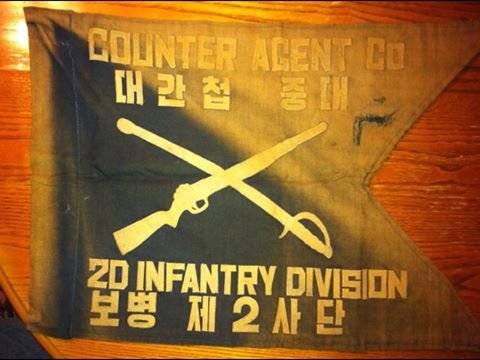 COUNTER AGENT CO
대간첩 중대
2D INFANTRY DIVISION
보병 제2사단